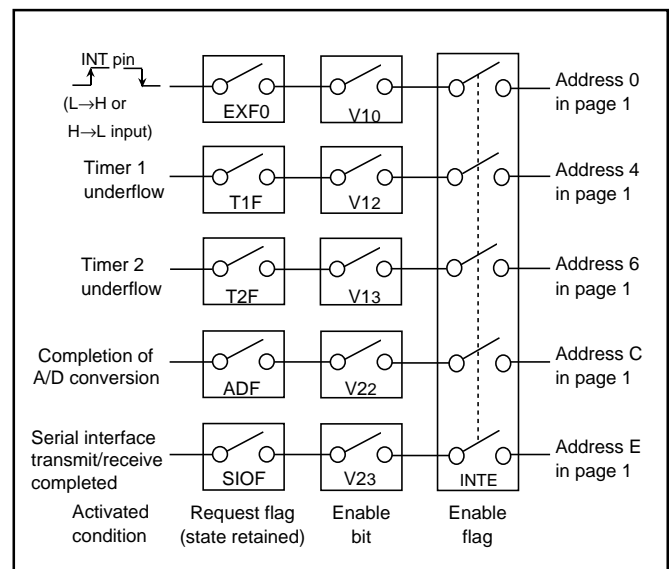 INT pin
(L→H or
H→L input)
EXF0
V10
Address 0
in page 1
Timer 1
underflow
T1F
V12
Address 4
in page 1
Timer 2
underflow
T2F
V13
Address 6
in page 1
Completion of
A/D conversion
ADF
V22
Address C
in page 1
Serial interface
transmit/receive
completed
SIOF
V23
INTE
Address E
in page 1
Activated
condition
Request flag
(state retained)
Enable
bit
Enable
flag